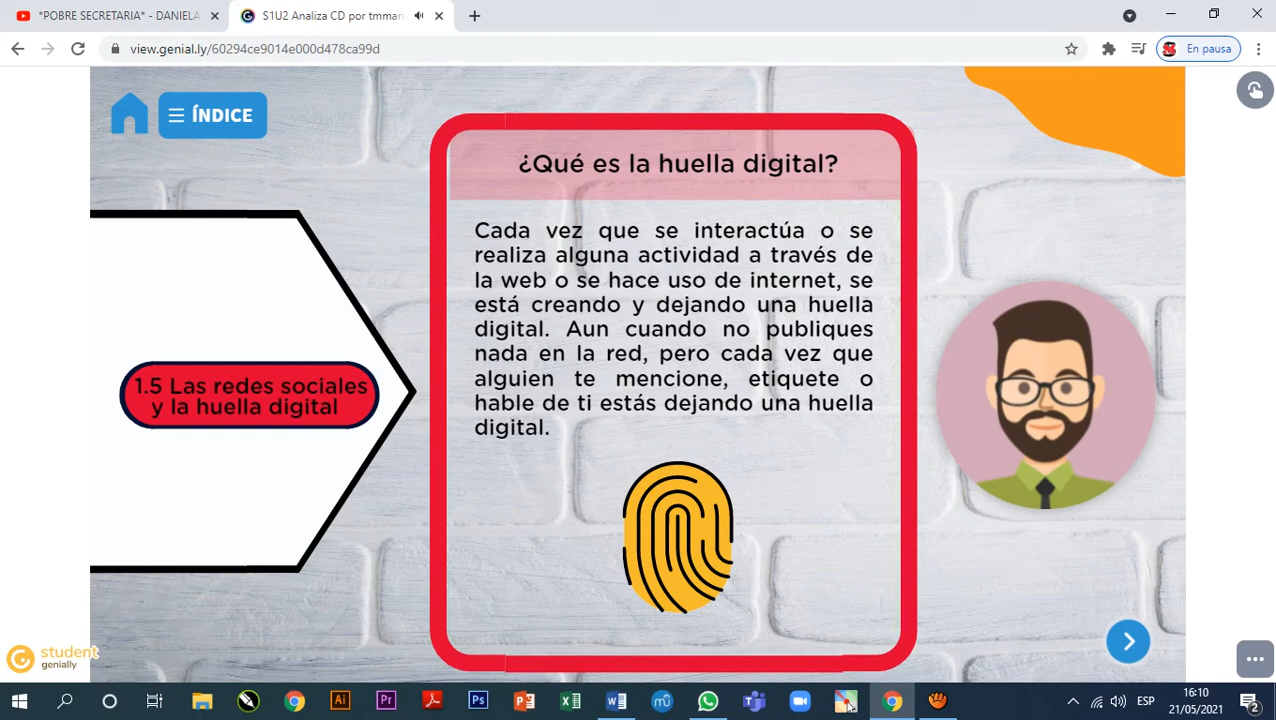 *POBRE SECRETARIA* - DANIELA
S1U2 Analiza CD por tmmar
view.genial.ly/60294ce9014e000d478ca99d
En pausa
ÍNDICE
¿Qué es la huella digital?
Cada vez que se interactúa o se
realiza alguna actividad a través de
la web o se hace uso de internet, se
está creando y dejando una huella
digital. Aun cuando no publiques
nada en la red, pero cada vez que
alguien te mencione, etiquete o
hable de ti estás dejando una huella
digital.
1.5 Las redes sociales
y la huella digital
student
genially
Ai
Pr
Ps
ESP
16:10
21/05/2021
2